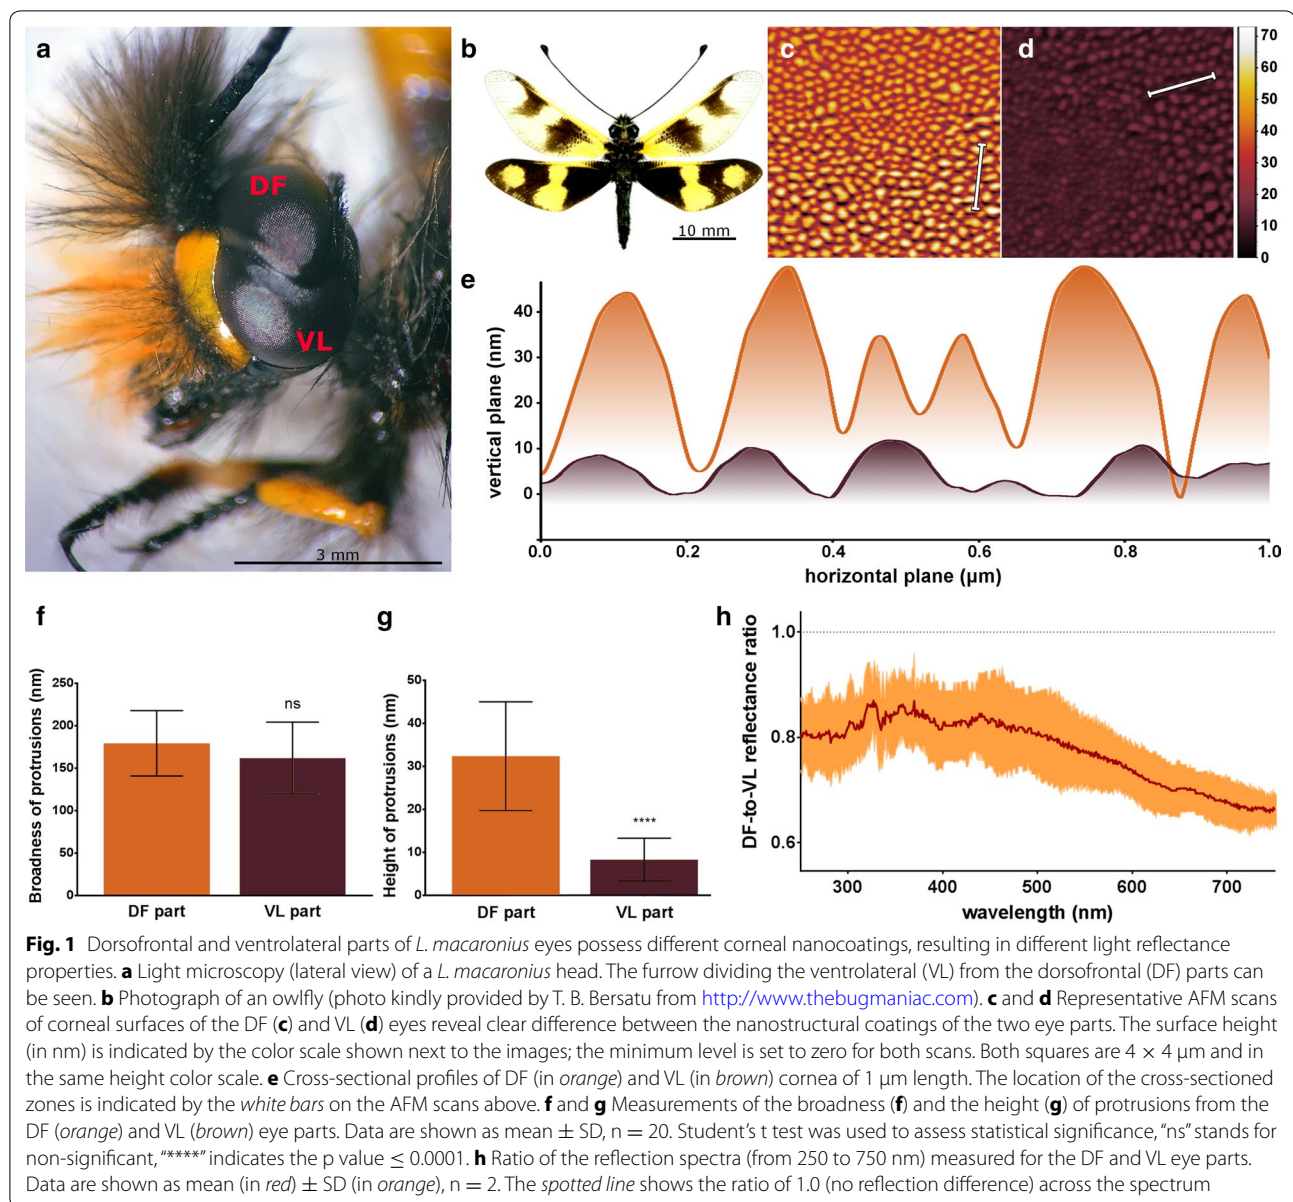 a
DF
VL
3 mm
b
10 mm
c
d
70
60
50
40
30
20
10
0
e
vertical plane (nm)
40
30
20
10
0
0.0 0.2 0.4 0.6 0.8 1.0
horizontal plane (µm)
f
Broadness of protrusions (nm)
250
200
150
100
50
0
ns
DF part VL part
g
Height of protrusions (nm)
50
40
30
20
10
0
****
DF part VL part
h
DF-to-VL reflectance ratio
1.0
0.8
0.6
300 400 500 600 700
wavelength (nm)
Fig. 1 Dorsofrontal and ventrolateral parts of L. macaronius eyes possess different corneal nanocoatings, resulting in different light reflectance
properties. a Light microscopy (lateral view) of a L. macaronius head. The furrow dividing the ventrolateral (VL) from the dorsofrontal (DF) parts can
be seen. b Photograph of an owlfly (photo kindly provided by T. B. Bersatu from http://www.thebugmaniac.com). c and d Representative AFM scans
of corneal surfaces of the DF (c) and VL (d) eyes reveal clear difference between the nanostructural coatings of the two eye parts. The surface height
(in nm) is indicated by the color scale shown next to the images; the minimum level is set to zero for both scans. Both squares are 4 × 4 µm and in
the same height color scale. e Cross-sectional profiles of DF (in orange) and VL (in brown) cornea of 1 µm length. The location of the cross-sectioned
zones is indicated by the white bars on the AFM scans above. f and g Measurements of the broadness (f) and the height (g) of protrusions from the
DF (orange) and VL (brown) eye parts. Data are shown as mean ± SD, n = 20. Student's t test was used to assess statistical significance, "ns" stands for
non-significant, "****" indicates the p value ≤ 0.0001. h Ratio of the reflection spectra (from 250 to 750 nm) measured for the DF and VL eye parts.
Data are shown as mean (in red) ± SD (in orange), n = 2. The spotted line shows the ratio of 1.0 (no reflection difference) across the spectrum